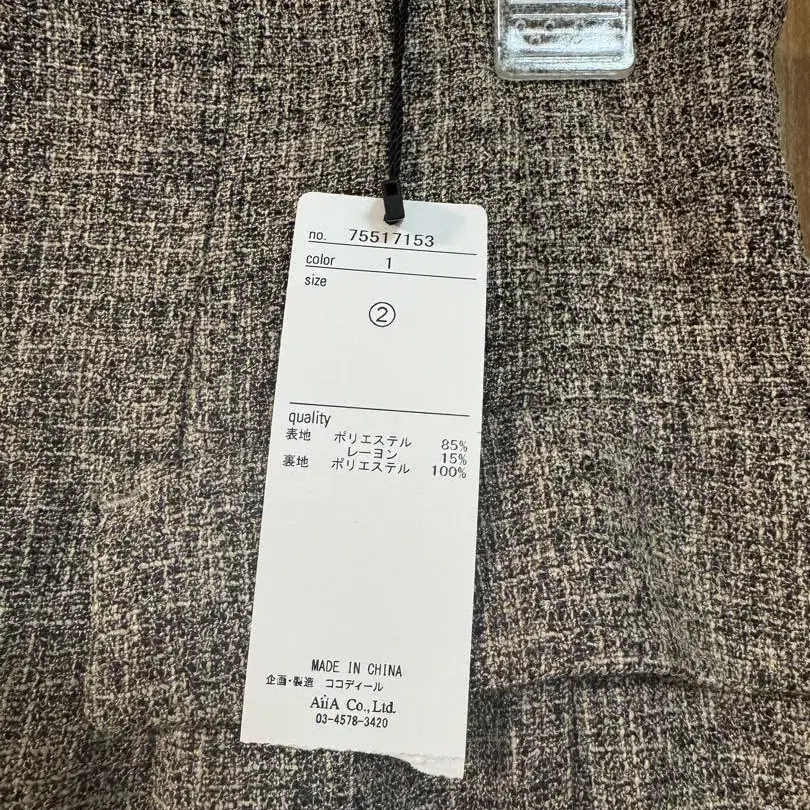 no. 75517153
color 1
size
②
quality
表地 ポリエステル 85%
レーヨン 15%
裏地 ポリエステル 100%
MADE IN CHINA
企画・製造 ココディール
AiiA Co.,Ltd.
03-4578-3420